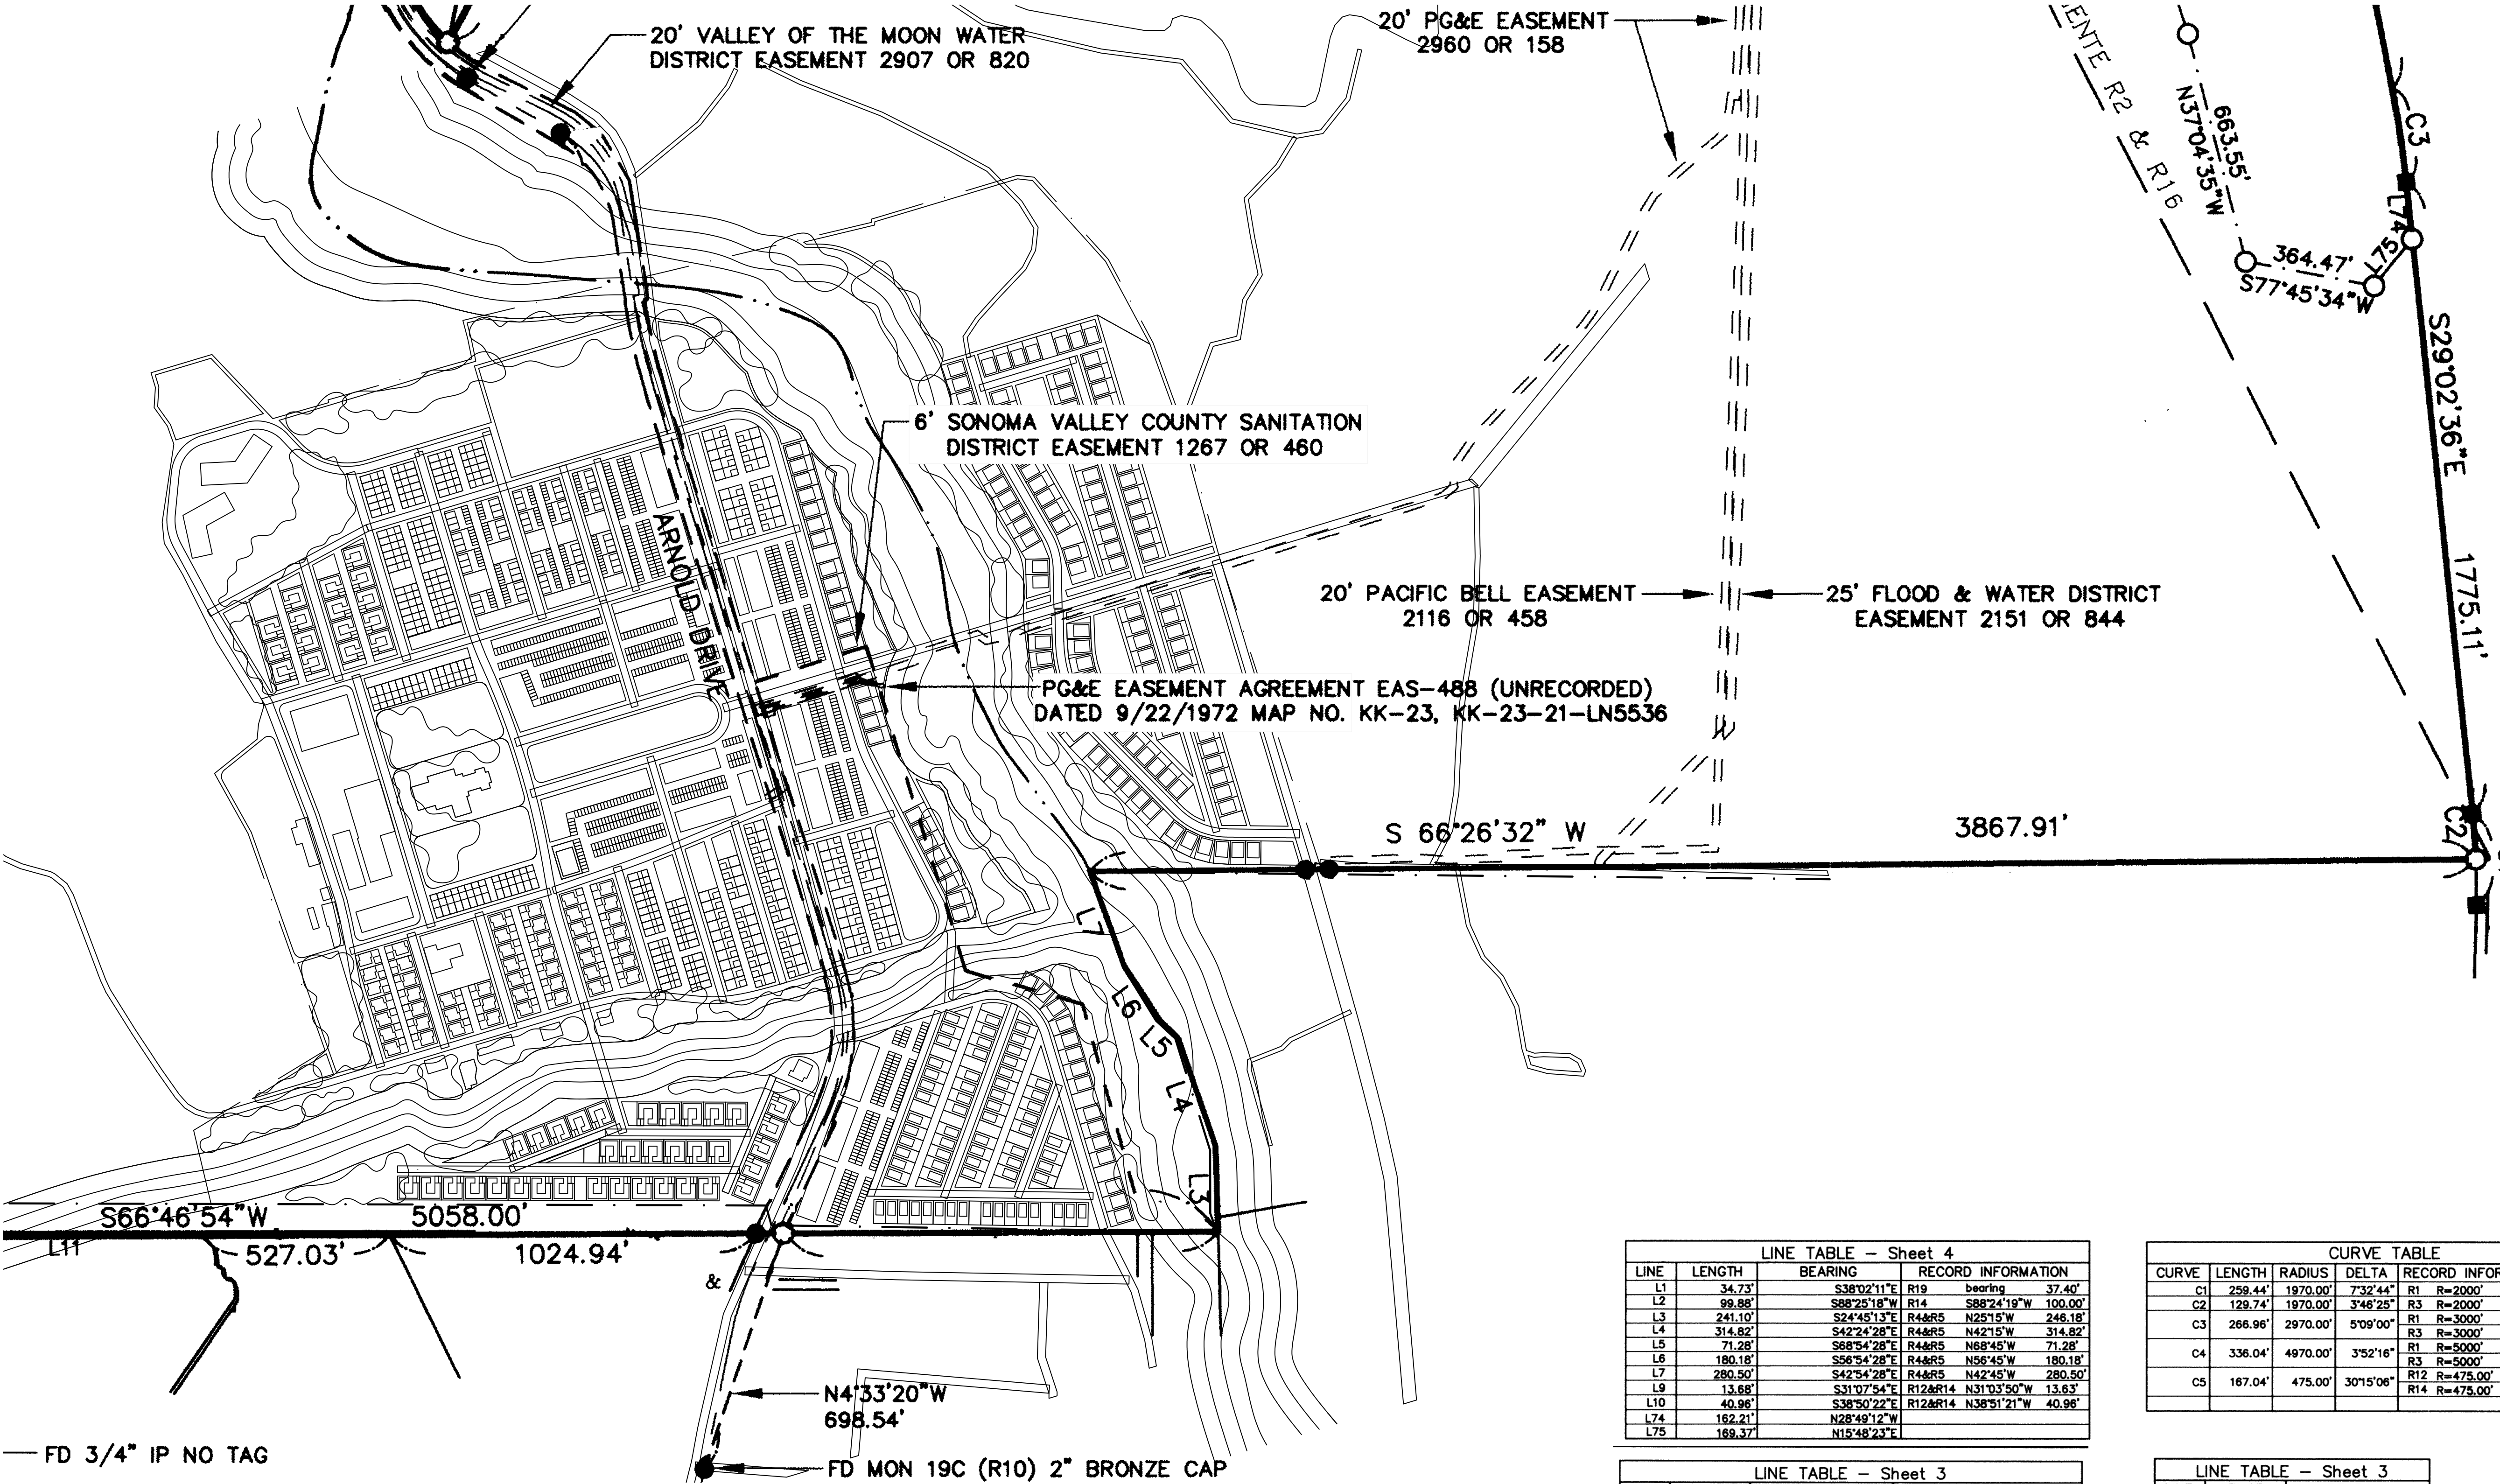 20' VALLEY OF THE MOON WATER
DISTRICT EASEMENT 2907 OR 820
20' PG&E EASEMENT
2960 OR 158
ENTE R2 & R16
663.55'
N37°04'35"W
C3
L74
L75
364.47'
S77°45'34"W
S29°02'36"E
1775.11'
6' SONOMA VALLEY COUNTY SANITATION
DISTRICT EASEMENT 1267 OR 460
ARNOLD DRIVE
20' PACIFIC BELL EASEMENT
2116 OR 458
25' FLOOD & WATER DISTRICT
EASEMENT 2151 OR 844
PG&E EASEMENT AGREEMENT EAS-488 (UNRECORDED)
DATED 9/22/1972 MAP NO. KK-23, KK-23-21-LN5536
S 66°26'32" W
3867.91'
C2
L7
L6
L5
L4
L3
S66°46'54"W
5058.00'
L11
527.03'
1024.94'
&
N4°33'20"W
698.54'
FD 3/4" IP NO TAG
FD MON 19C (R10) 2" BRONZE CAP
LINE TABLE - Sheet 4
LINE LENGTH BEARING RECORD INFORMATION
L1 34.73' S38°02'11"E R19 bearing 37.40'
L2 99.88' S88°25'18"W R14 S88°24'19"W 100.00'
L3 241.10' S24°45'13"E R4&R5 N25°15'W 246.18'
L4 314.82' S42°24'28"E R4&R5 N42°15'W 314.82'
L5 71.28' S68°54'28"E R4&R5 N68°45'W 71.28'
L6 180.18' S56°54'28"E R4&R5 N56°45'W 180.18'
L7 280.50' S42°54'28"E R4&R5 N42°45'W 280.50'
L9 13.68' S31°07'54"E R12&R14 N31°03'50"W 13.63'
L10 40.96' S38°50'22"E R12&R14 N38°51'21"W 40.96'
L74 162.21' N28°49'12"W
L75 169.37' N15°48'23"E
CURVE TABLE
CURVE LENGTH RADIUS DELTA RECORD INFOR
C1 259.44' 1970.00' 7°32'44" R1 R=2000'
C2 129.74' 1970.00' 3°46'25" R3 R=2000'
C3 266.96' 2970.00' 5°09'00" R1 R=3000'
R3 R=3000'
C4 336.04' 4970.00' 3°52'16" R1 R=5000'
R3 R=5000'
C5 167.04' 475.00' 30°15'06" R12 R=475.00'
R14 R=475.00'
LINE TABLE - Sheet 3
LINE TABLE - Sheet 3